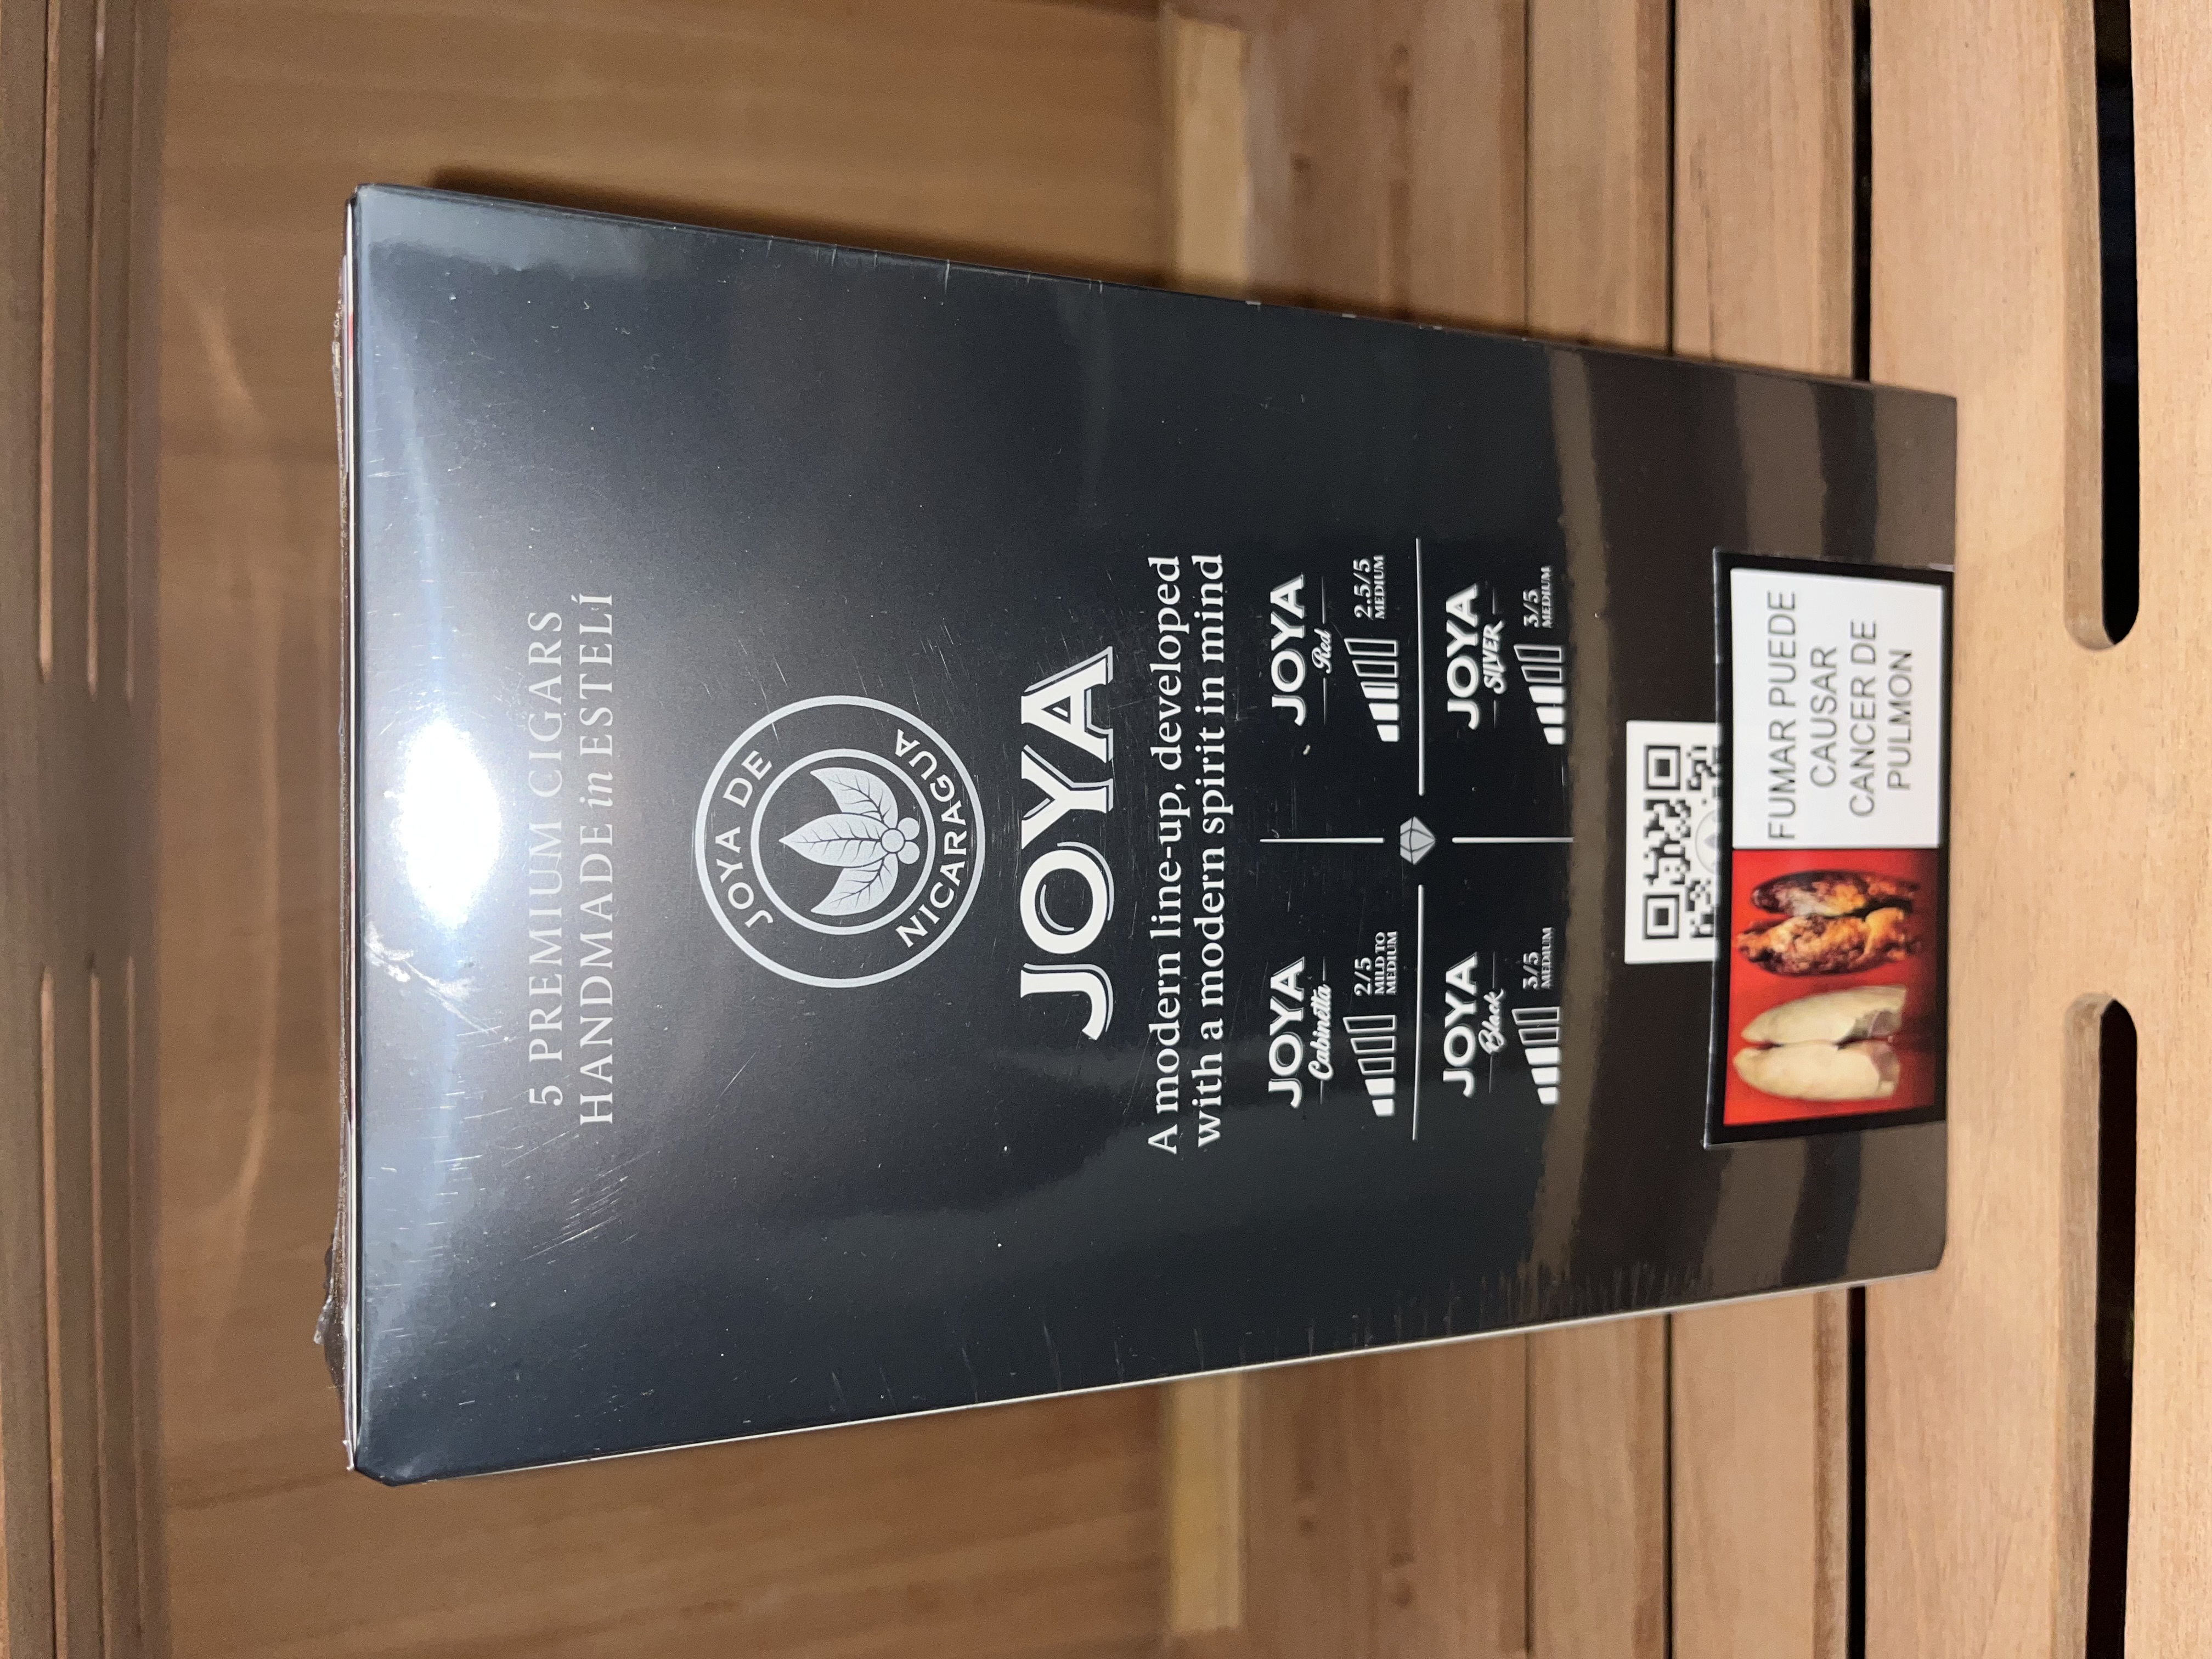 5 PREMIUM CIGARS
HANDMADE in ESTELÍ
JOYA DE
NICARAGUA
JOYA
A modern line-up, developed
with a modern spirit in mind
JOYA
Cabinetta
2/5
MILD TO
MEDIUM
JOYA
Red
2.5/5
MEDIUM
JOYA
Black
3/5
MEDIUM
JOYA
SILVER
3/5
MEDIUM
FUMAR PUEDE
CAUSAR
CANCER DE
PULMON